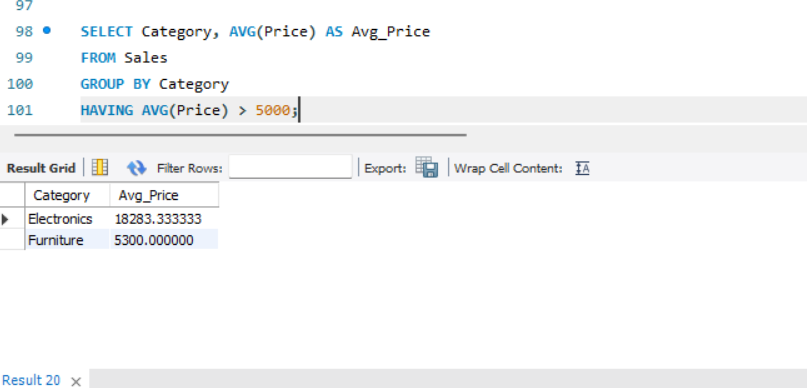 97
98 SELECT Category, AVG(Price) AS Avg_Price
99 FROM Sales
100 GROUP BY Category
101 HAVING AVG(Price) > 5000;
Result Grid Filter Rows: Export: Wrap Cell Content: IA
Category Avg_Price
Electronics 18283.333333
Furniture 5300.000000
Result 20 ×